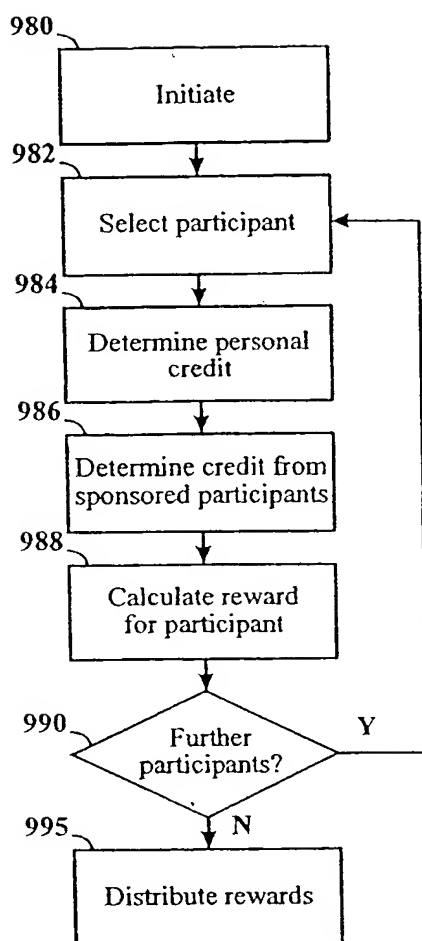 980
Initiate
982
Select participant
984
Determine personal
credit
986
Determine credit from
sponsored participants
988
Calculate reward
for participant
990
Further
participants?
Y
N
995
Distribute rewards